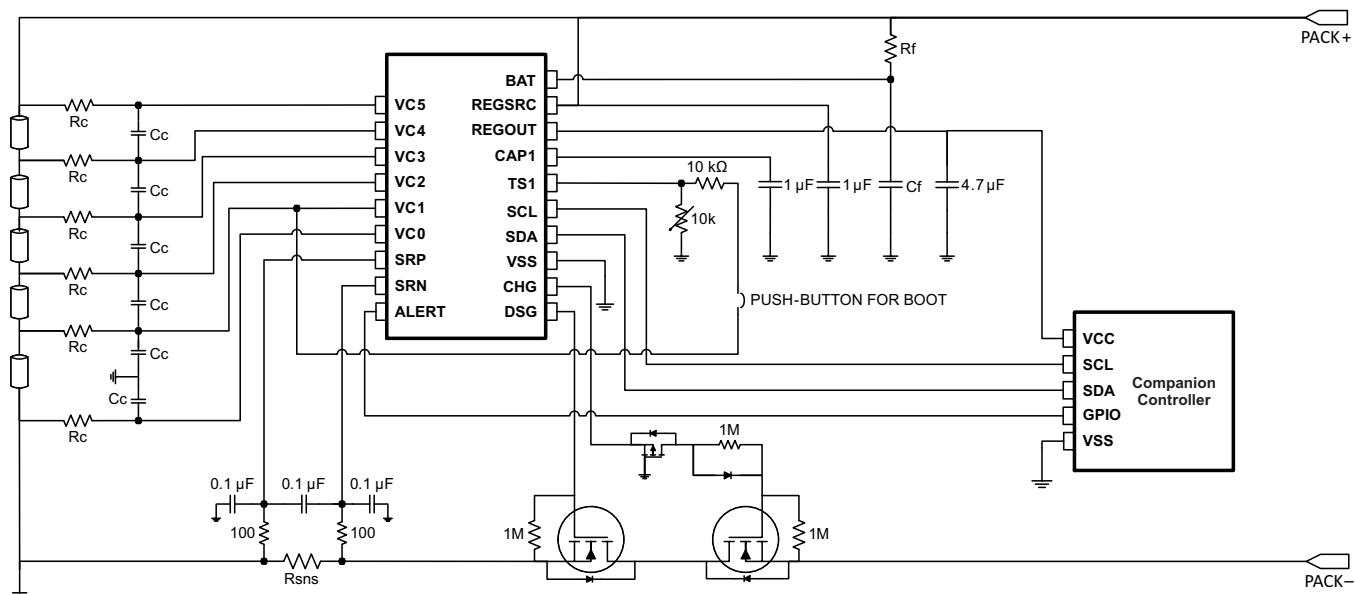 PACK+
Rf
BAT
VC5 REGSRC
Rc
Cc
VC4 REGOUT
Rc
VC3 CAP1
10 kΩ
Cc
VC2 TS1
1 µF 1 µF Cf 4.7 µF
Rc
VC1 SCL
10k
Cc
VC0 SDA
Rc
SRP VSS
SRN CHG
Cc
PUSH-BUTTON FOR BOOT
ALERT DSG
Rc
Cc
VCC
SCL
Companion
Controller
SDA
Cc
GPIO
Rc
1M
VSS
0.1 µF 0.1 µF 0.1 µF
100 100
1M 1M
Rsns
PACK–